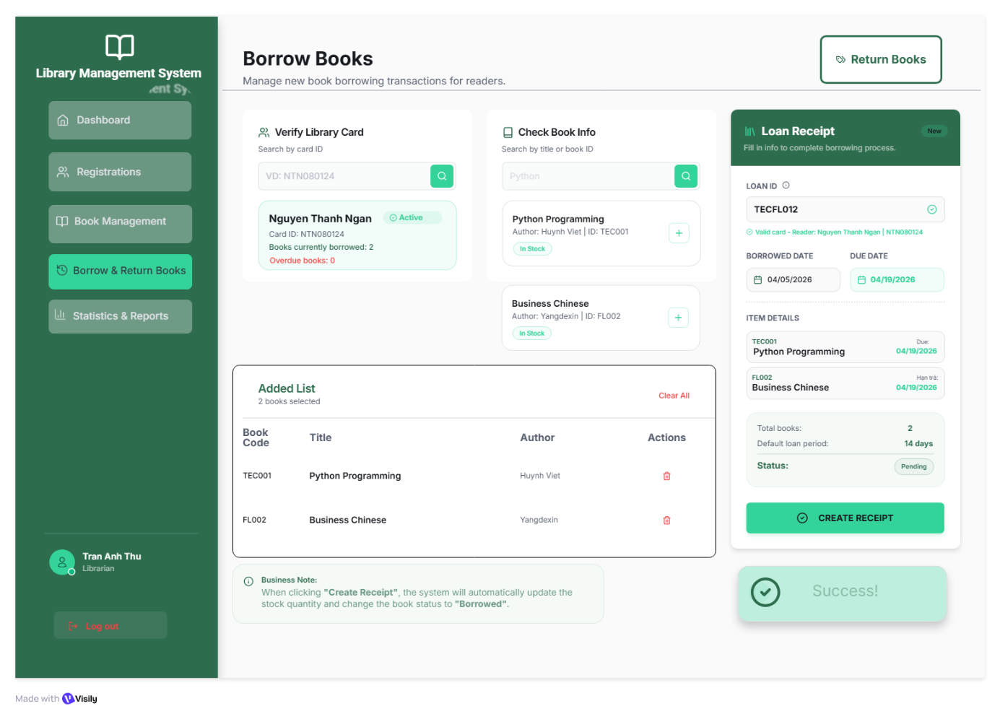 Library Management System
ent Sy
Dashboard
Registrations
Book Management
Borrow & Return Books
Statistics & Reports
Tran Anh Thu
Librarian
Log out
Borrow Books
Manage new book borrowing transactions for readers.
Return Books
Verify Library Card
Search by card ID
VD: NTN080124
Nguyen Thanh Ngan
Active
Card ID: NTN080124
Books currently borrowed: 2
Overdue books: 0
Check Book Info
Search by title or book ID
Python
Python Programming
Author: Huynh Viet | ID: TEC001
In Stock
Business Chinese
Author: Yangdexin | ID: FL002
In Stock
Added List
2 books selected
Clear All
Book
Code
Title
Author
Actions
TEC001
Python Programming
Huynh Viet
FL002
Business Chinese
Yangdexin
Business Note:
When clicking "Create Receipt", the system will automatically update the
stock quantity and change the book status to "Borrowed".
Loan Receipt
New
Fill in info to complete borrowing process.
LOAN ID
TECFL012
Valid card - Reader: Nguyen Thanh Ngan | NTN080124
BORROWED DATE
DUE DATE
04/05/2026
04/19/2026
ITEM DETAILS
TEC001
Due:
Python Programming
04/19/2026
FL002
Hạn trả:
Business Chinese
04/19/2026
Total books:
2
Default loan period:
14 days
Status:
Pending
CREATE RECEIPT
Success!
Made with Visily